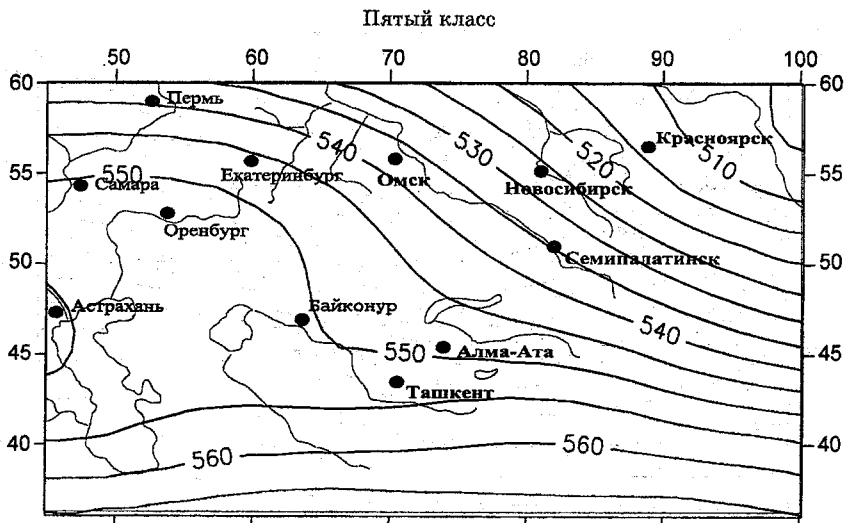 Пятый класс
50 60 70 80 90 100
60 60
Пермь
Красноярск
540 530 520 510
55 550 Екатеринбург Омск 55
Самара Новосибирск
Оренбург
50 Семипалатинск 50
Астрахань Байконур
540
45 550 Алма-Ата 45
Ташкент
40 560 560 40